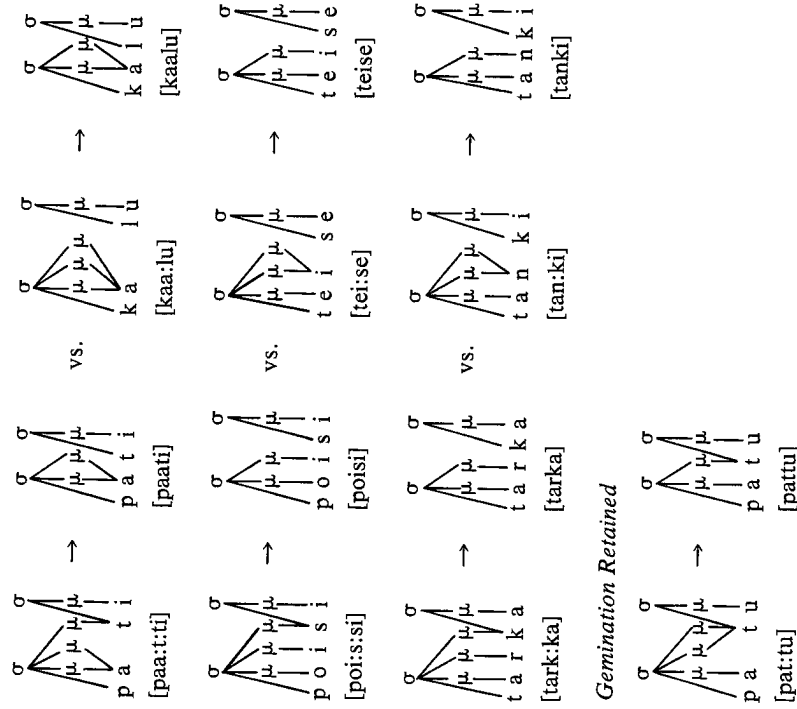 σ σ σ σ σ σ σ σ
μ μ μ μ → μ μ μ vs. μ μ μ μ → μ μ μ
p a t i p a t i k a l u k a l u
[paa:t:ti] [paati] [kaa:lu] [kaalu]
σ σ σ σ σ σ σ σ
μ μ μ μ → μ μ μ vs. μ μ μ μ → μ μ μ
p o i s i p o i s i t e i s e t e i s e
[poi:s:si] [poisi] [tei:se] [teise]
σ σ σ σ σ σ σ σ
μ μ μ μ → μ μ μ vs. μ μ μ μ → μ μ μ
t a r k a t a r k a t a n k i t a n k i
[tark:ka] [tarka] [tan:ki] [tanki]
Gemination Retained
σ σ σ σ
μ μ μ μ → μ μ μ
p a t u p a t u
[pat:tu] [pattu]